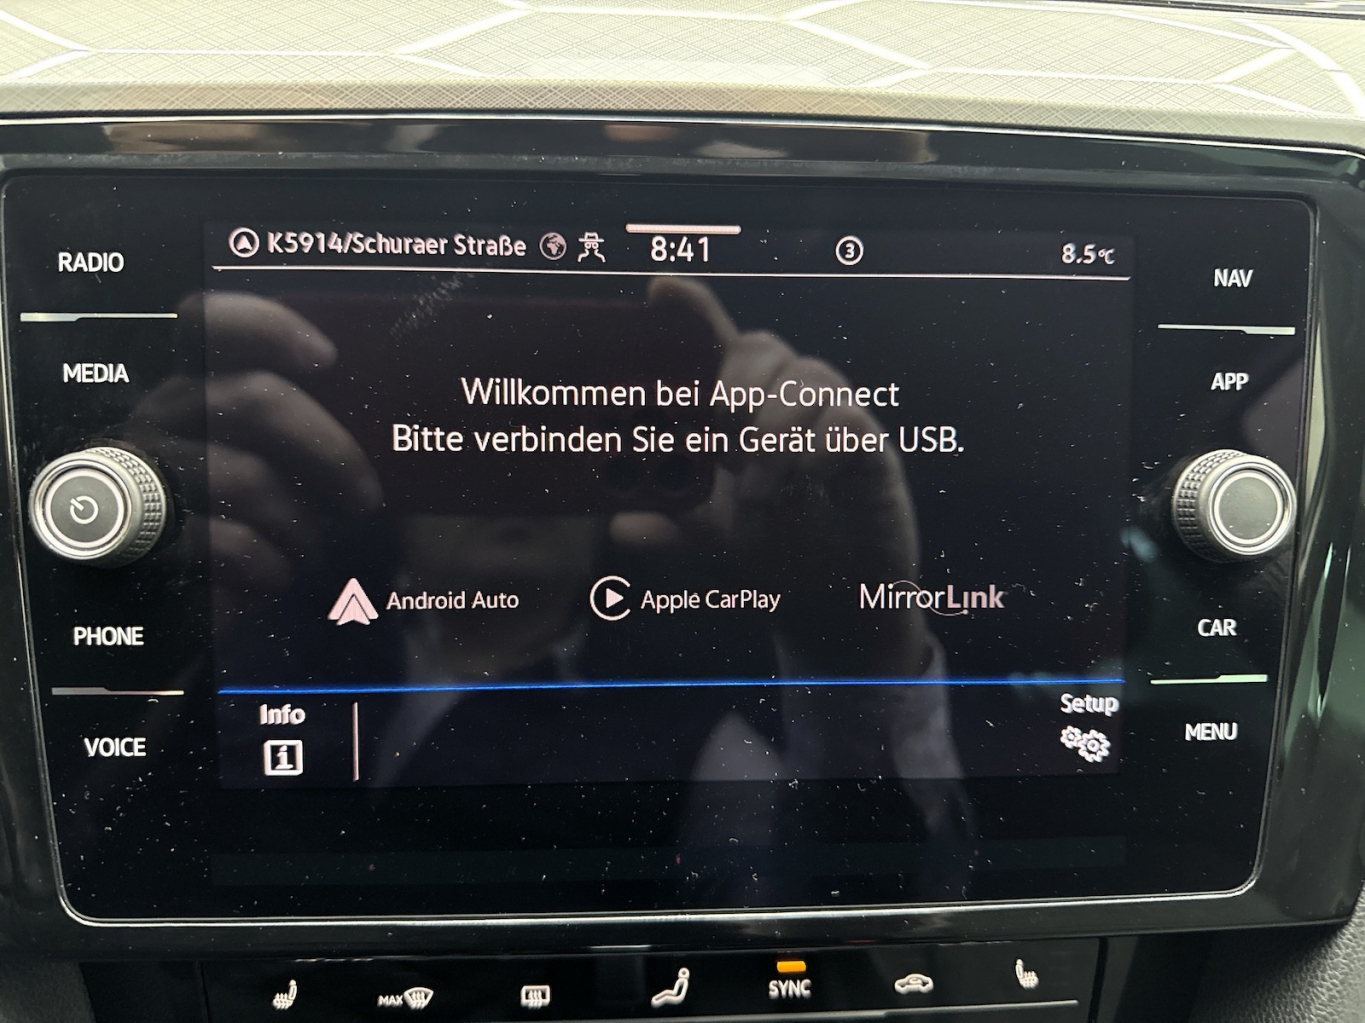 K5914/Schuraer Straße 8:41 3 8.5°C
RADIO
NAV
MEDIA
APP
Willkommen bei App-Connect
Bitte verbinden Sie ein Gerät über USB.
Android Auto Apple CarPlay MirrorLink
PHONE
CAR
Info
Setup
VOICE
MENU
MAX
SYNC